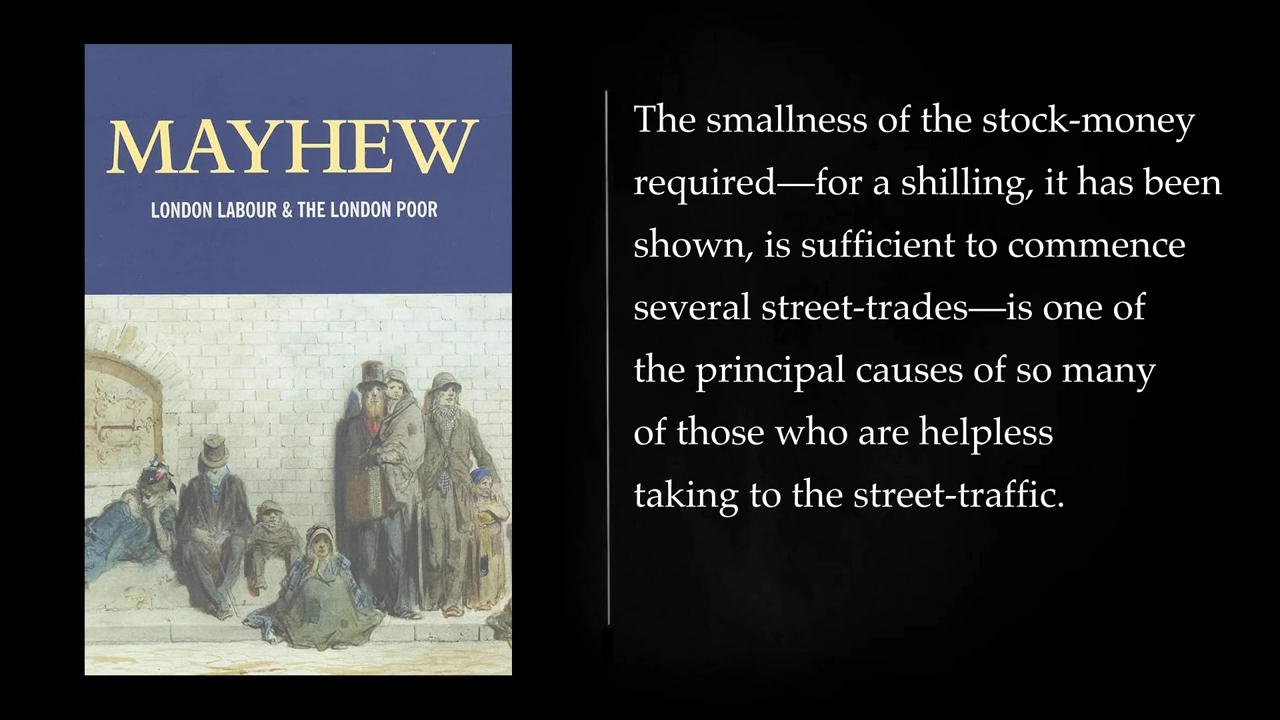 MAYHEW
LONDON LABOUR & THE LONDON POOR
The smallness of the stock-money
required—for a shilling, it has been
shown, is sufficient to commence
several street-trades—is one of
the principal causes of so many
of those who are helpless
taking to the street-traffic.